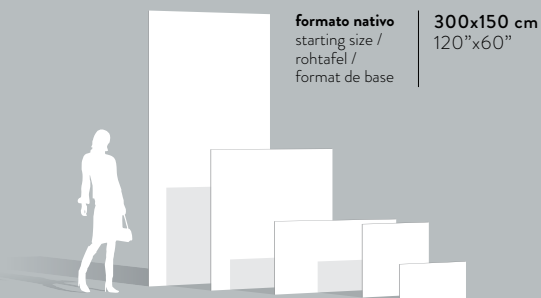 formato nativo
starting size /
rohtafel /
format de base
300x150 cm
120”x60”